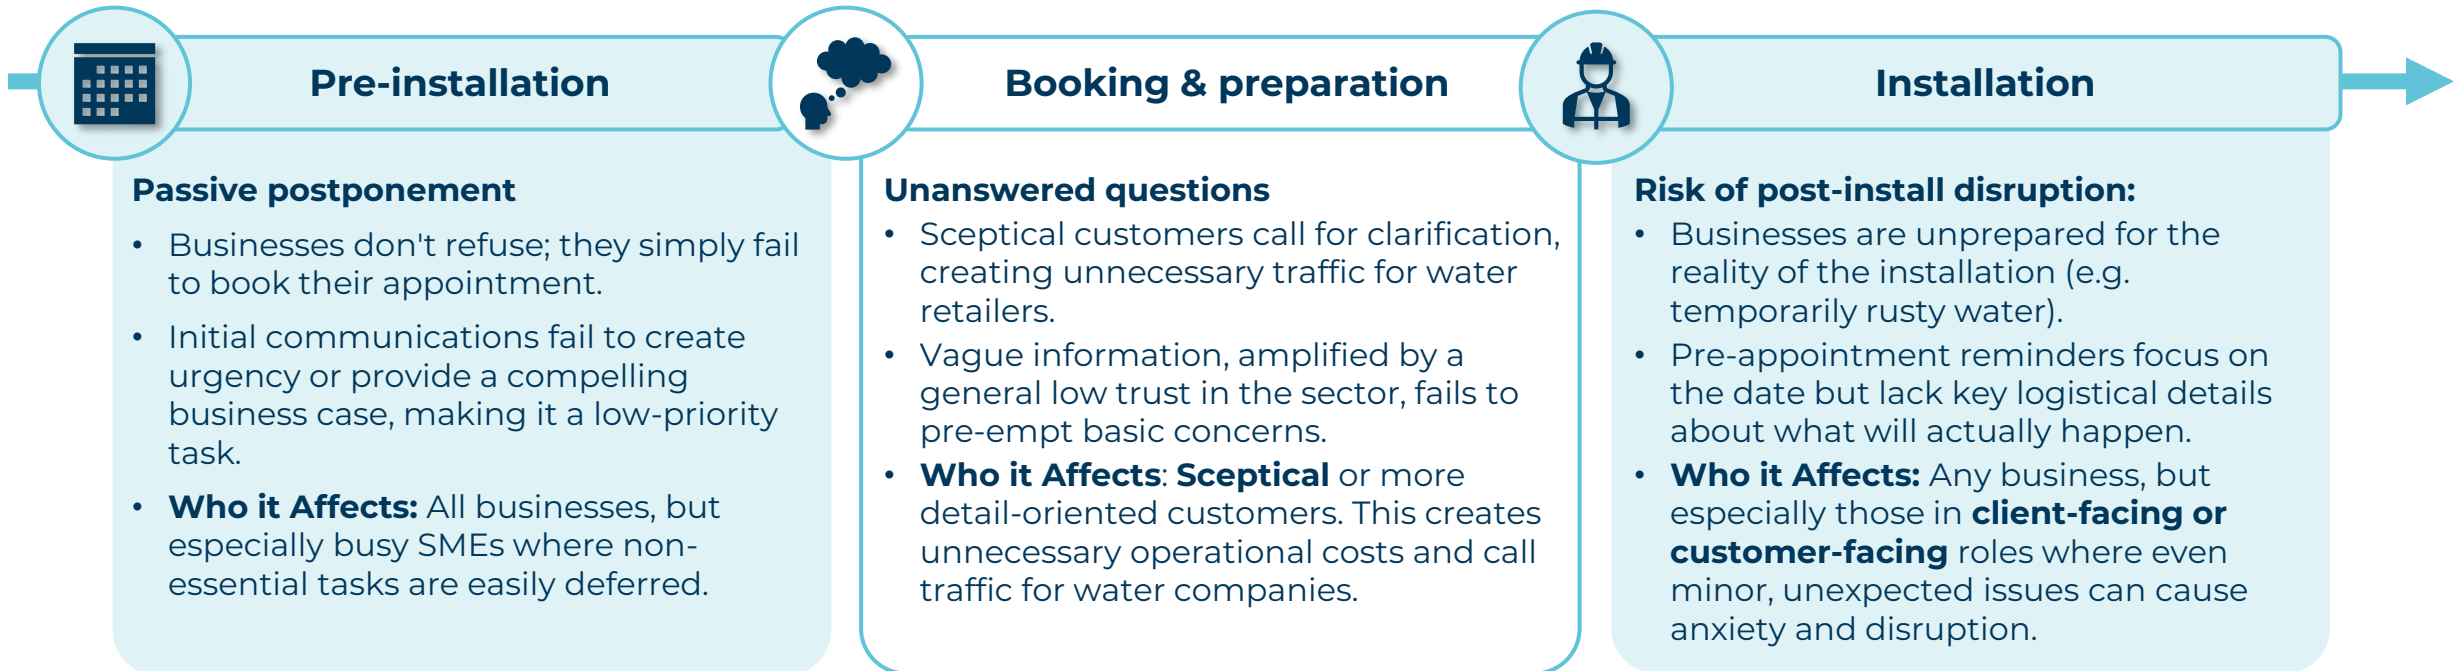 Pre-installation
Booking & preparation
Installation
Passive postponement
• Businesses don't refuse; they simply fail
to book their appointment.
• Initial communications fail to create
urgency or provide a compelling
business case, making it a low-priority
task.
• Who it Affects: All businesses, but
especially busy SMEs where non-
essential tasks are easily deferred.
Unanswered questions
• Sceptical customers call for clarification,
creating unnecessary traffic for water
retailers.
• Vague information, amplified by a
general low trust in the sector, fails to
pre-empt basic concerns.
• Who it Affects: Sceptical or more
detail-oriented customers. This creates
unnecessary operational costs and call
traffic for water companies.
Risk of post-install disruption:
• Businesses are unprepared for the
reality of the installation (e.g.
temporarily rusty water).
• Pre-appointment reminders focus on
the date but lack key logistical details
about what will actually happen.
• Who it Affects: Any business, but
especially those in client-facing or
customer-facing roles where even
minor, unexpected issues can cause
anxiety and disruption.